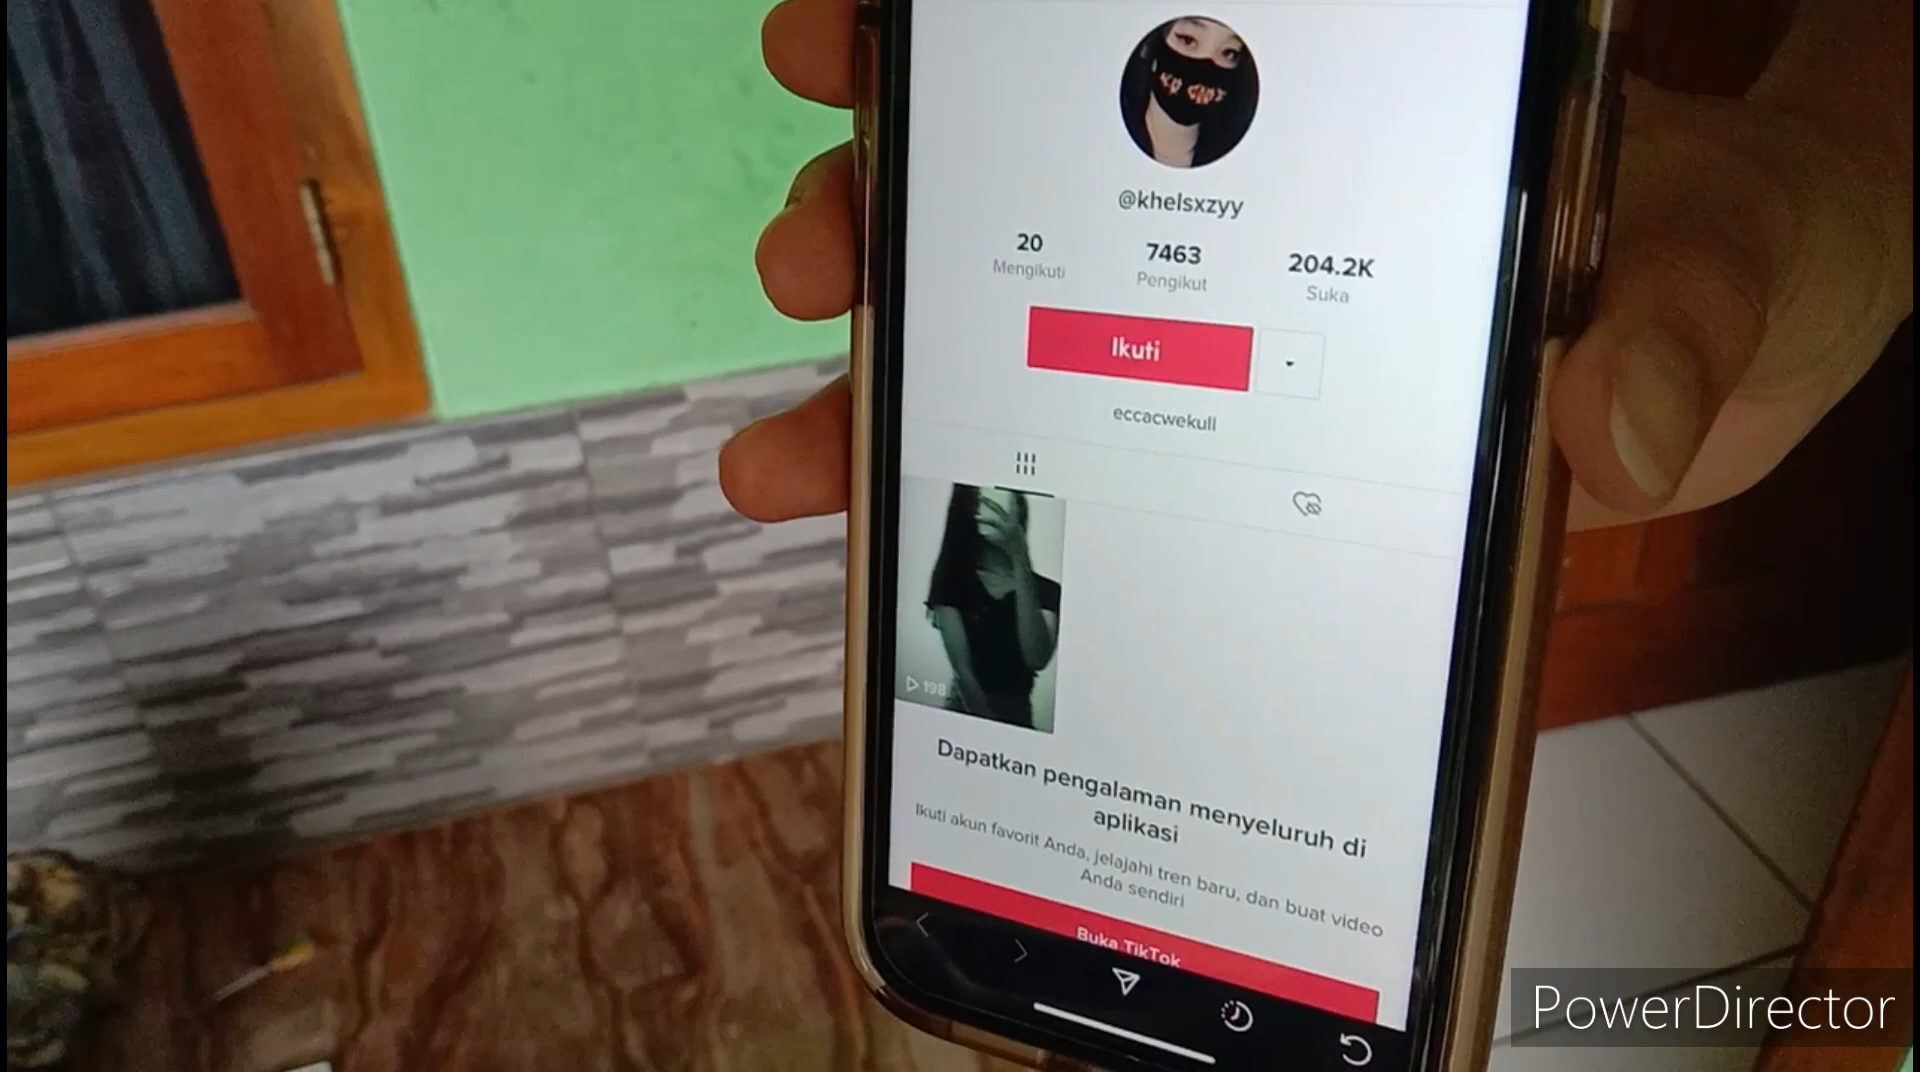 @khelsxzyy
20 7463 204.2K
Mengikuti Pengikut Suka
Ikuti
eccacwekull
198
Dapatkan pengalaman menyeluruh di
aplikasi
Ikuti akun favorit Anda, jelajahi tren baru, dan buat video
Anda sendiri
Buka TikTok
PowerDirector